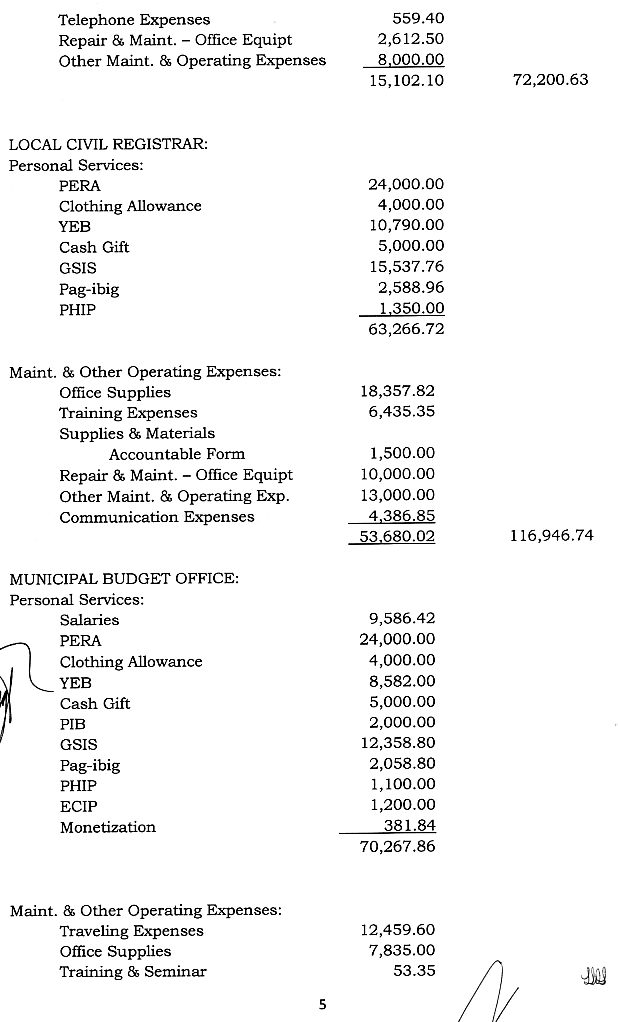 Telephone Expenses 559.40
Repair & Maint. – Office Equipt 2,612.50
Other Maint. & Operating Expenses 8,000.00
15,102.10 72,200.63
LOCAL CIVIL REGISTRAR:
Personal Services:
PERA 24,000.00
Clothing Allowance 4,000.00
YEB 10,790.00
Cash Gift 5,000.00
GSIS 15,537.76
Pag-ibig 2,588.96
PHIP 1,350.00
63,266.72
Maint. & Other Operating Expenses:
Office Supplies 18,357.82
Training Expenses 6,435.35
Supplies & Materials
Accountable Form 1,500.00
Repair & Maint. – Office Equipt 10,000.00
Other Maint. & Operating Exp. 13,000.00
Communication Expenses 4,386.85
53,680.02 116,946.74
MUNICIPAL BUDGET OFFICE:
Personal Services:
Salaries 9,586.42
PERA 24,000.00
Clothing Allowance 4,000.00
YEB 8,582.00
Cash Gift 5,000.00
PIB 2,000.00
GSIS 12,358.80
Pag-ibig 2,058.80
PHIP 1,100.00
ECIP 1,200.00
Monetization 381.84
70,267.86
Maint. & Other Operating Expenses:
Traveling Expenses 12,459.60
Office Supplies 7,835.00
Training & Seminar 53.35
5